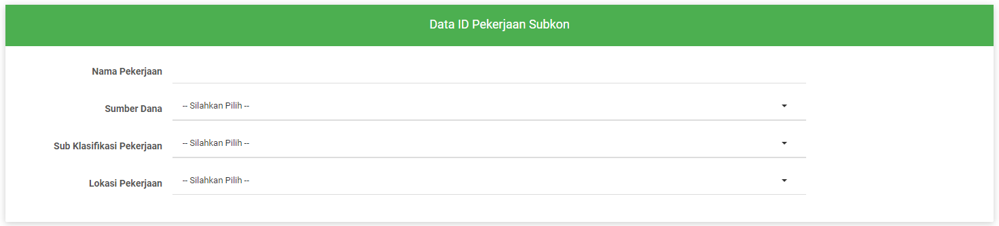 Data ID Pekerjaan Subkon
Nama Pekerjaan
Sumber Dana -- Silahkan Pilih --
Sub Klasifikasi Pekerjaan -- Silahkan Pilih --
Lokasi Pekerjaan -- Silahkan Pilih --